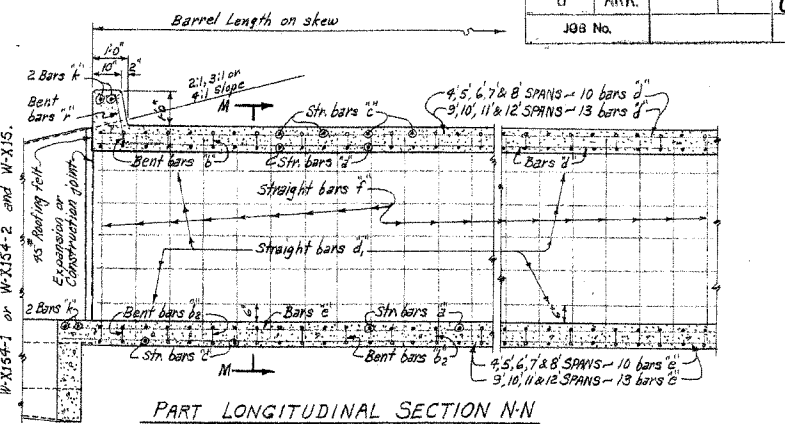 ARK.
JOB No.
Barrel Length on skew
1'-0"
10"
2"
2 Bars "k"
Bent bars "r"
2:1, 3:1 or
4:1 slope
M
Str. bars "c"
4', 5', 6', 7' & 8' SPANS - 10 bars "d"
9', 10', 11' & 12' SPANS - 13 bars "d"
Bent bars "b"
Str. bars "a"
Bars "d"
Straight bars "f"
Straight bars d₁
W-X154-1 or W-X154-2 and W-X15.
45# Roofing felt
Expansion or
Construction joint
2 Bars "k"
Bent bars "b₂"
6"
Bars "e"
Str. bars "a"
6"
Str. bars "c"
M
Bent bars "b₂"
4', 5', 6', 7' & 8' SPANS - 10 bars "e"
9', 10', 11' & 12' SPANS - 13 bars "e"
PART LONGITUDINAL SECTION N-N